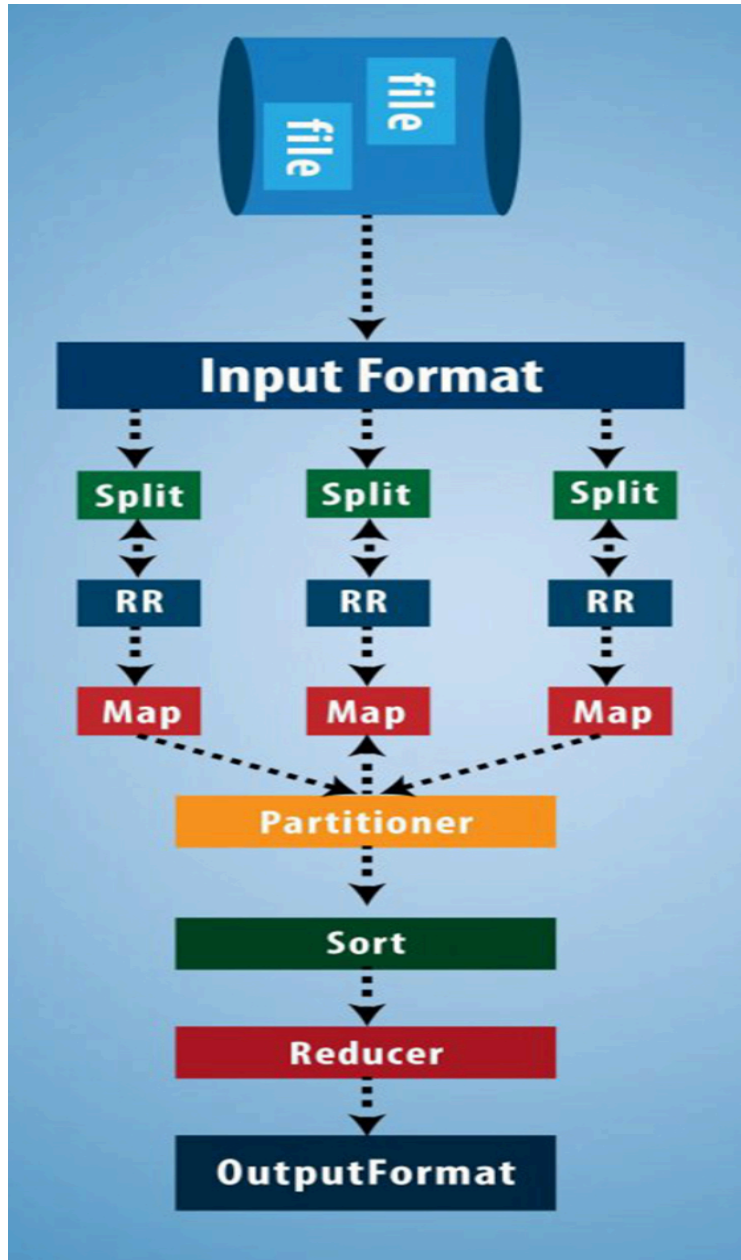 file
file
Input Format
Split
Split
Split
RR
RR
RR
Map
Map
Map
Partitioner
Sort
Reducer
OutputFormat